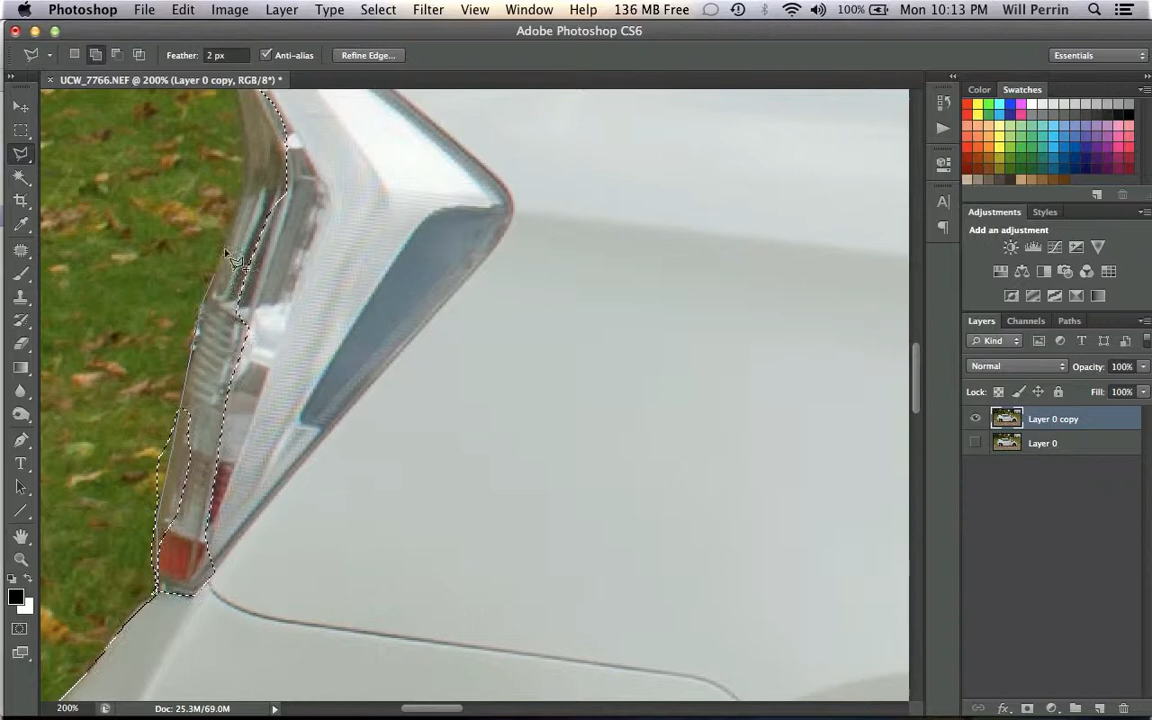 Photoshop File Edit Image Layer Type Select Filter View Window Help 136 MB Free 100% Mon 10:13 PM Will Perrin
Adobe Photoshop CS6
Feather: 2 px Anti-alias Refine Edge... Essentials
UCW_7766.NEF @ 200% (Layer 0 copy, RGB/8*) *
Color Swatches
Adjustments Styles
Add an adjustment
Layers Channels Paths
Kind
Normal Opacity: 100%
Lock: Fill: 100%
Layer 0 copy
Layer 0
200% Doc: 25.3M/69.0M